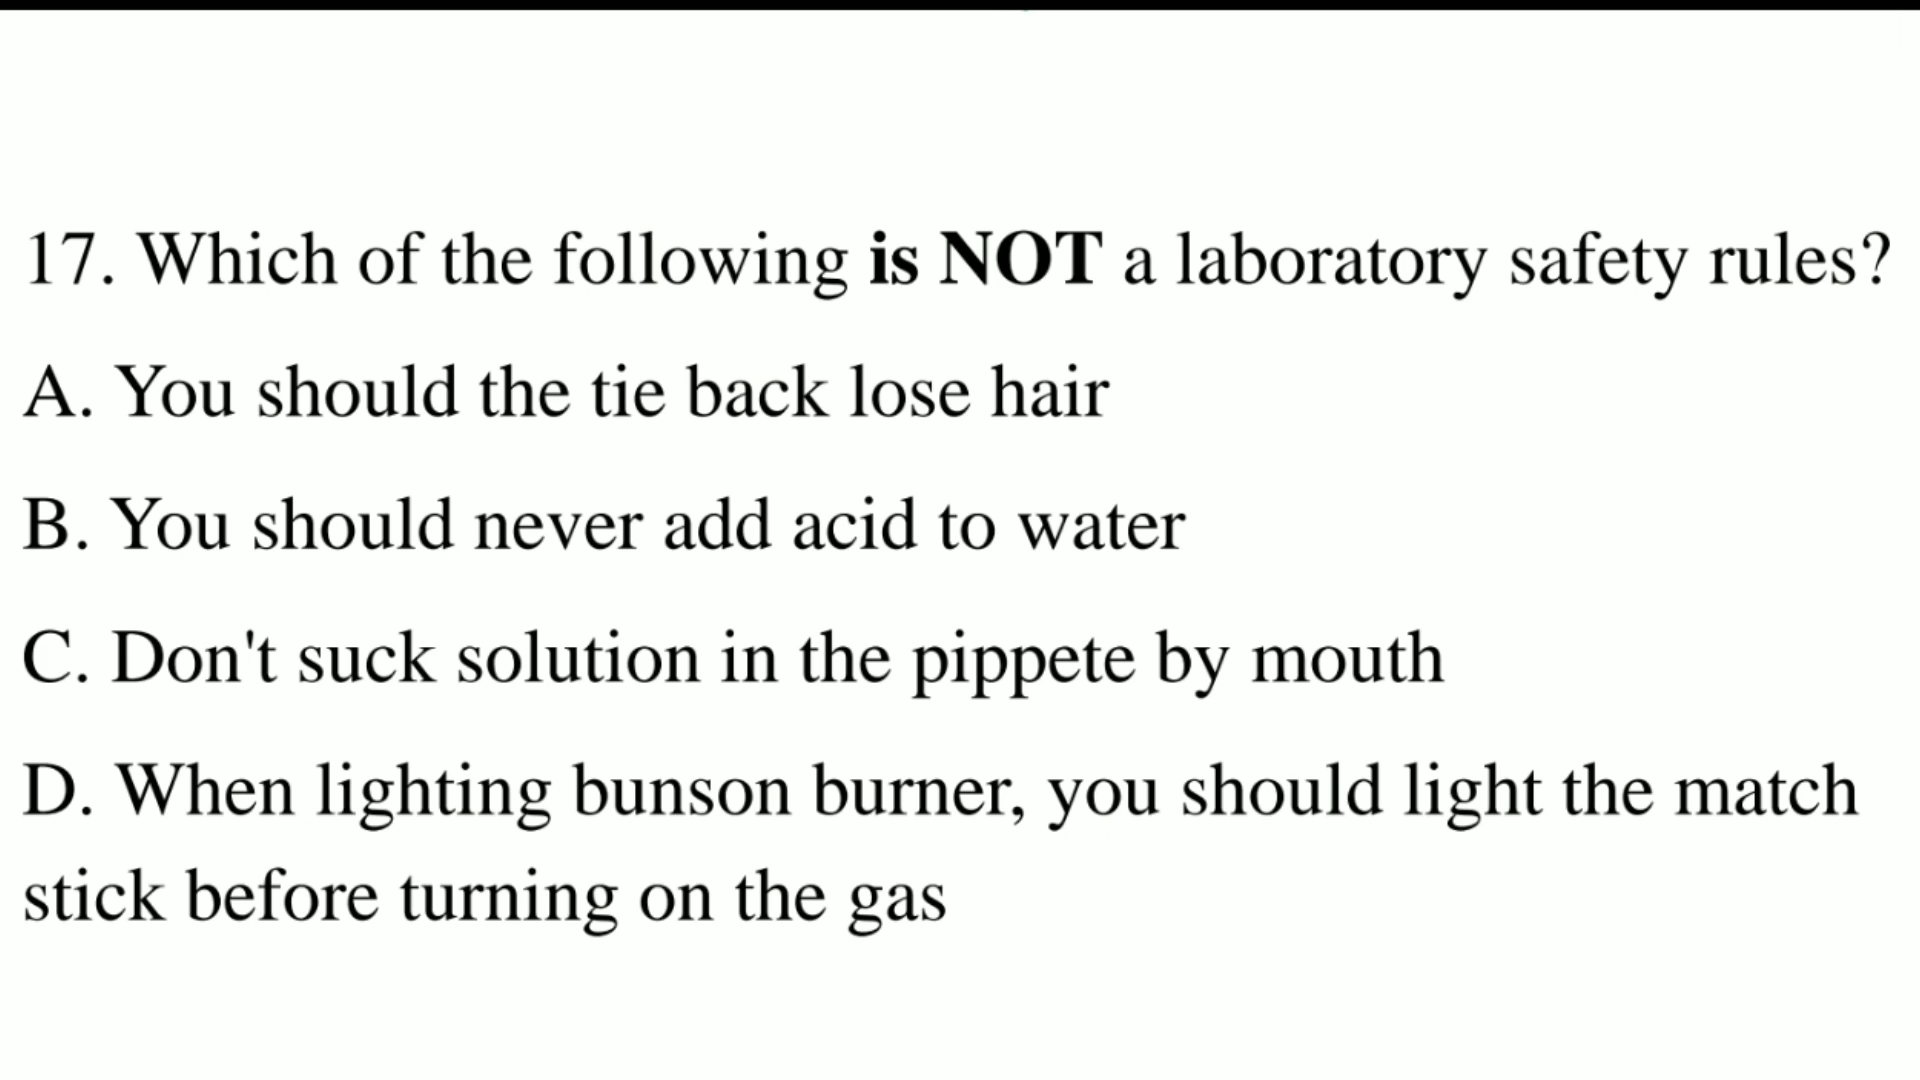 17. Which of the following is NOT a laboratory safety rules?
A. You should the tie back lose hair
B. You should never add acid to water
C. Don't suck solution in the pippete by mouth
D. When lighting bunson burner, you should light the match
stick before turning on the gas